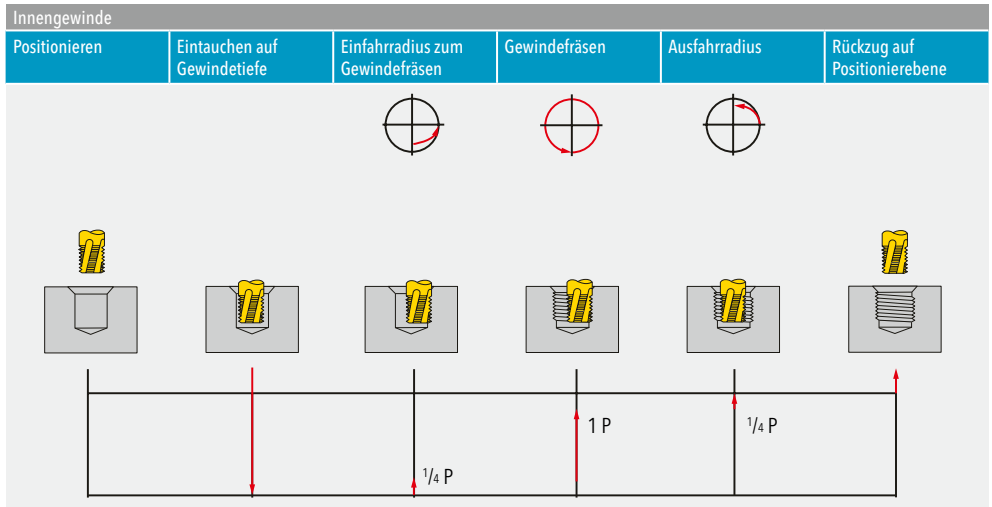 Innengewinde
Positionieren
Eintauchen auf
Gewindetiefe
Einfahrradius zum
Gewindefräsen
Gewindefräsen
Ausfahrradius
Rückzug auf
Positionierebene
1 P
1/4 P
1/4 P